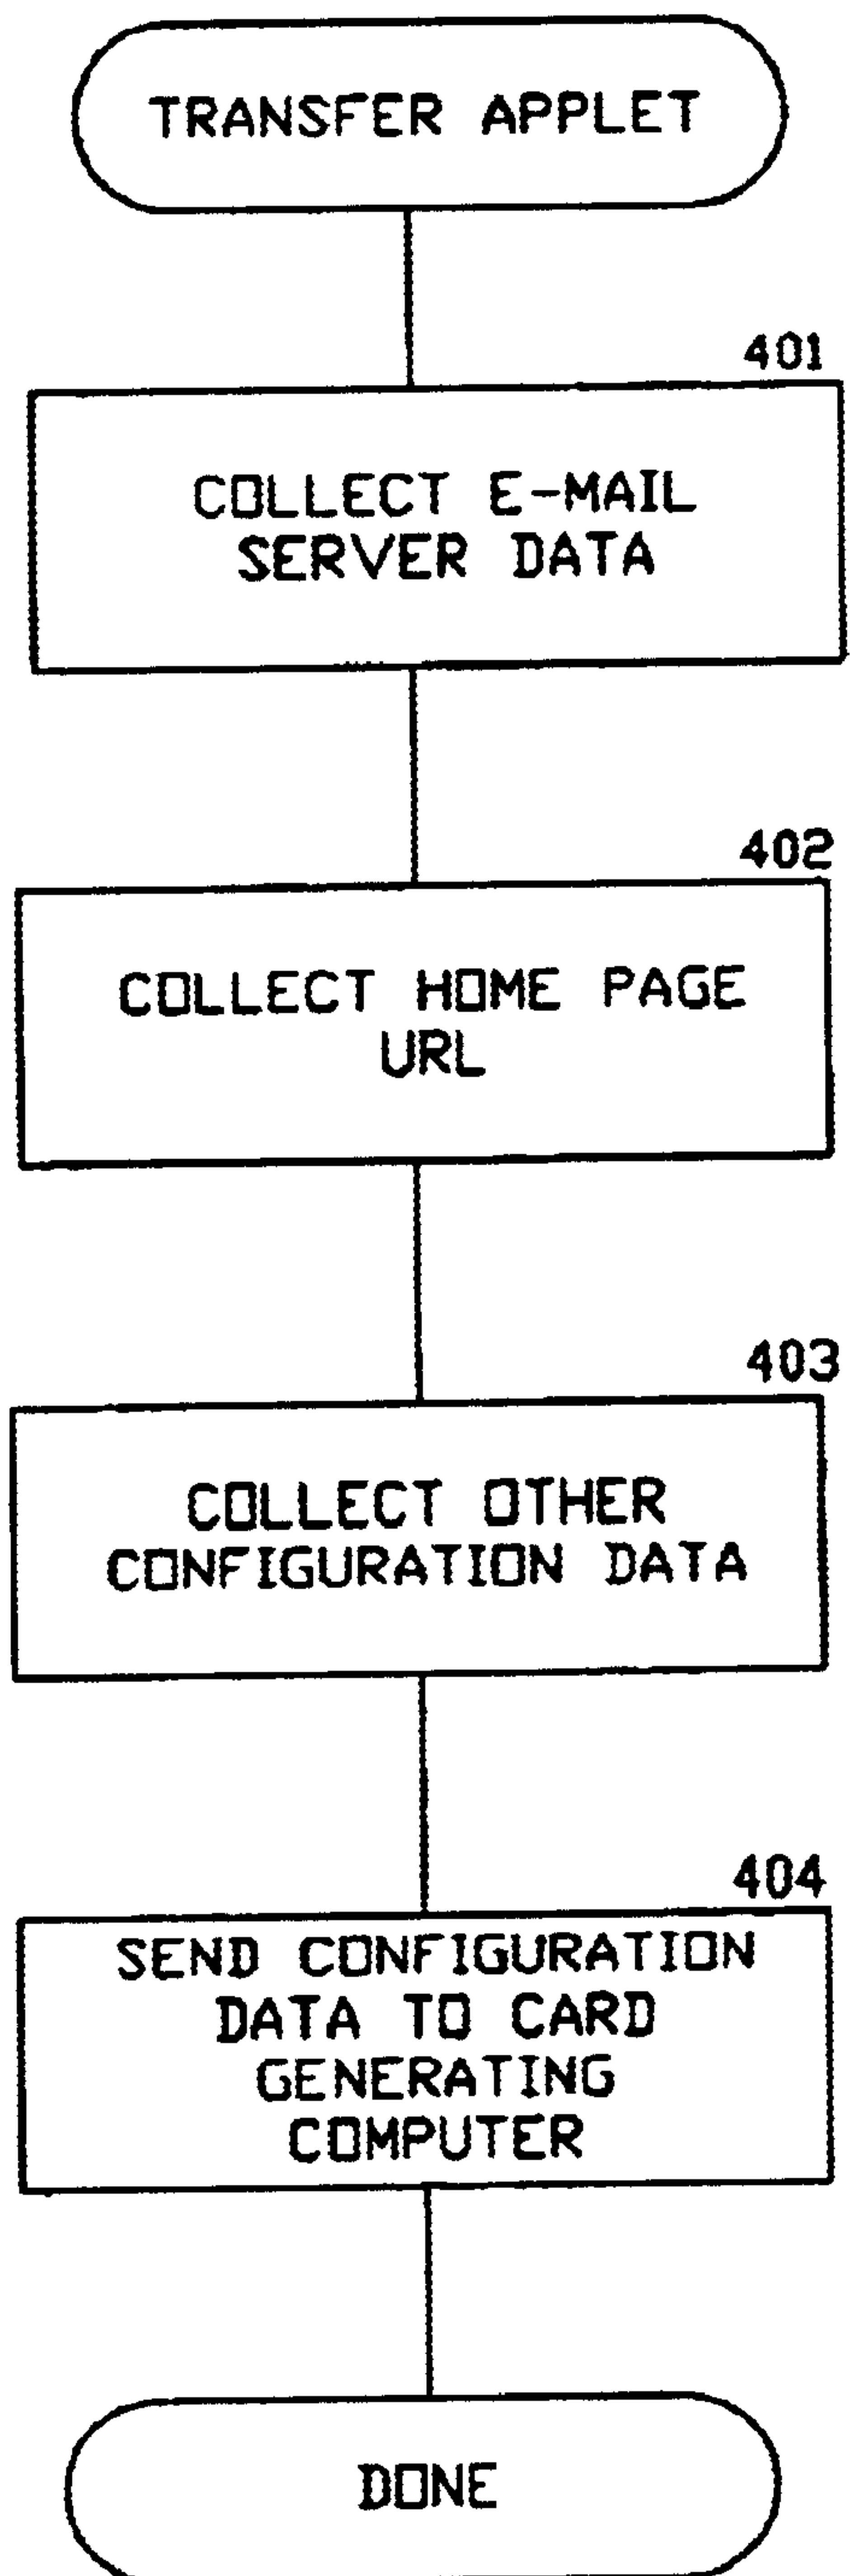 TRANSFER APPLET
401
COLLECT E-MAIL
SERVER DATA
402
COLLECT HOME PAGE
URL
403
COLLECT OTHER
CONFIGURATION DATA
404
SEND CONFIGURATION
DATA TO CARD
GENERATING
COMPUTER
DONE